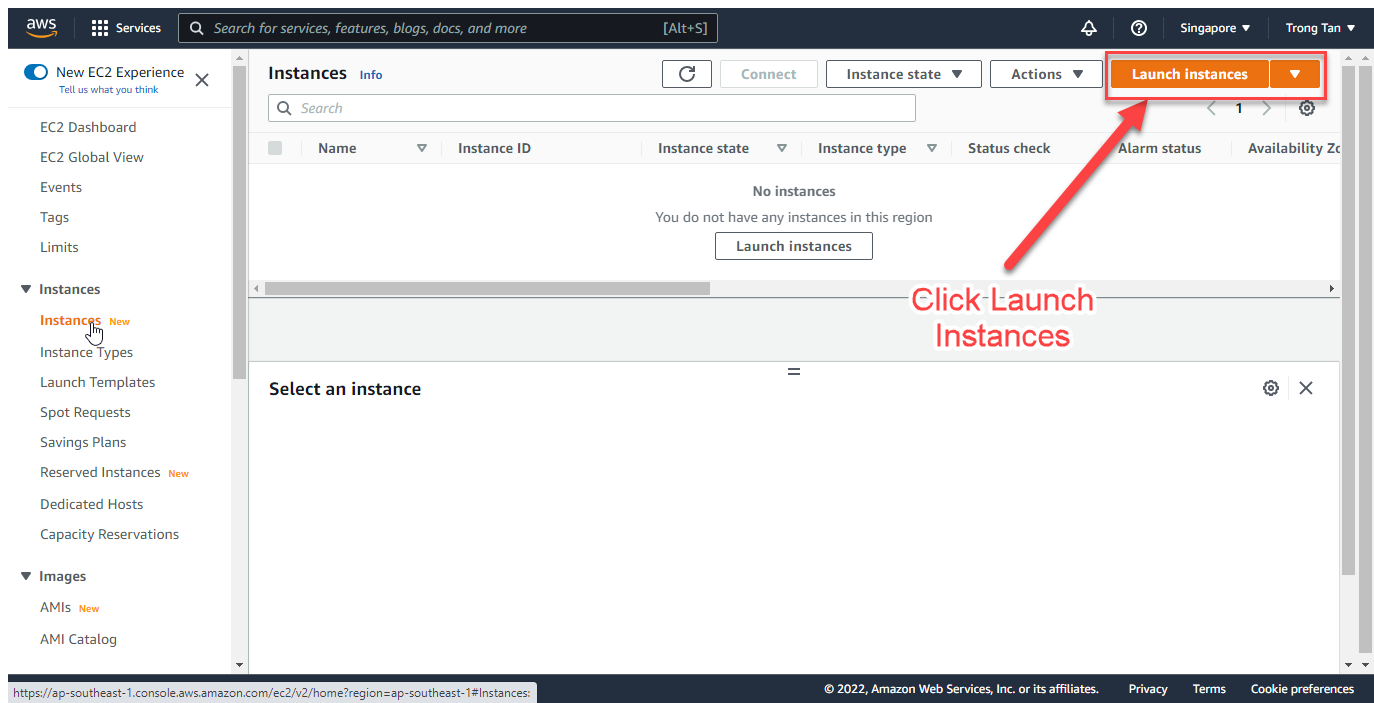 aws
Services
Search for services, features, blogs, docs, and more
[Alt+S]
Singapore
Trong Tan
New EC2 Experience
Tell us what you think
EC2 Dashboard
EC2 Global View
Events
Tags
Limits
Instances
Instances New
Instance Types
Launch Templates
Spot Requests
Savings Plans
Reserved Instances New
Dedicated Hosts
Capacity Reservations
Images
AMIs New
AMI Catalog
Instances Info
Connect
Instance state
Actions
Launch instances
Search
1
Name
Instance ID
Instance state
Instance type
Status check
Alarm status
Availability Zo
No instances
You do not have any instances in this region
Launch instances
Click Launch
Instances
Select an instance
https://ap-southeast-1.console.aws.amazon.com/ec2/v2/home?region=ap-southeast-1#Instances:
© 2022, Amazon Web Services, Inc. or its affiliates.
Privacy
Terms
Cookie preferences